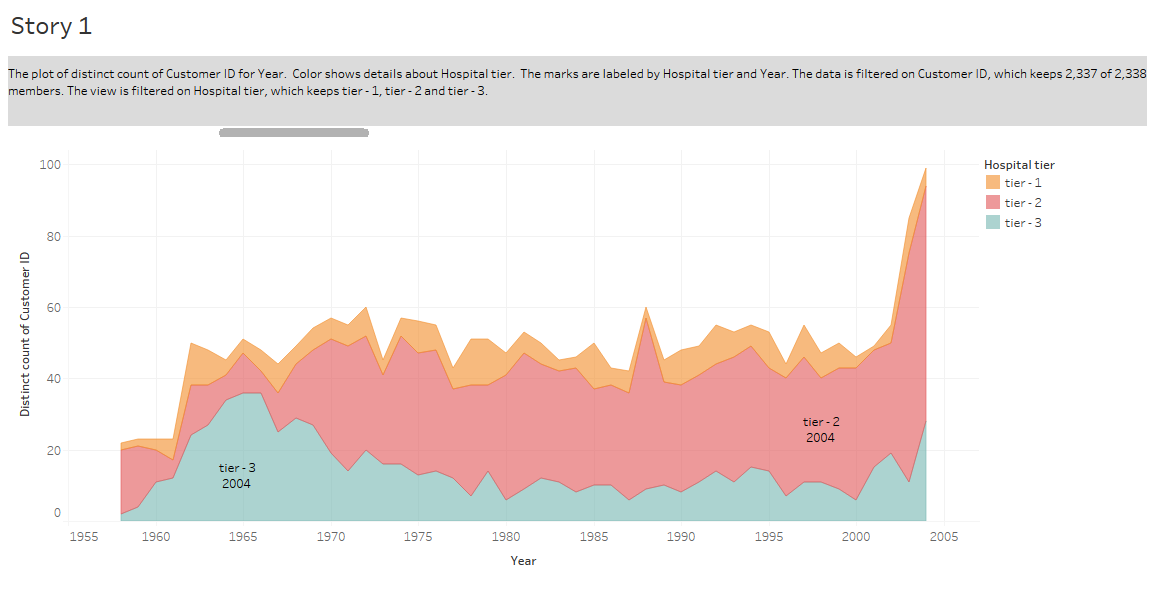 Story 1
The plot of distinct count of Customer ID for Year.  Color shows details about Hospital tier.  The marks are labeled by Hospital tier and Year. The data is filtered on Customer ID, which keeps 2,337 of 2,338
members. The view is filtered on Hospital tier, which keeps tier - 1, tier - 2 and tier - 3.
Hospital tier
tier - 1
tier - 2
tier - 3
Distinct count of Customer ID
100
80
60
40
20
0
tier - 2
2004
tier - 3
2004
1955 1960 1965 1970 1975 1980 1985 1990 1995 2000 2005
Year